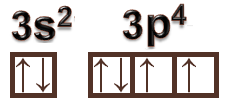 3s² 3p⁴
↑↓ ↑↓ ↑ ↑